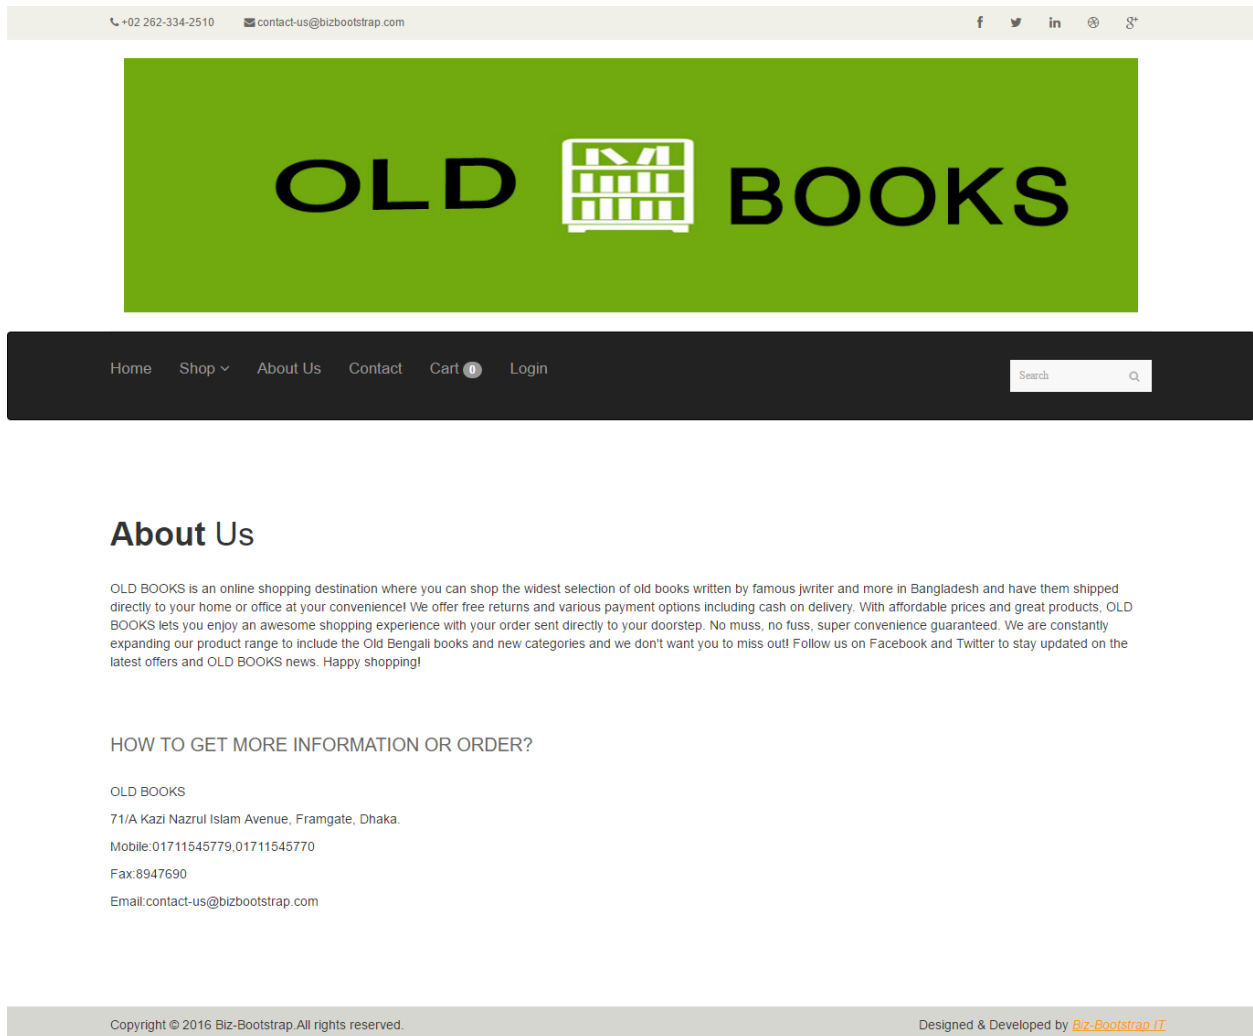 +02 262-334-2510 contact-us@bizbootstrap.com
OLD BOOKS
Home Shop About Us Contact Cart 0 Login Search
About Us
OLD BOOKS is an online shopping destination where you can shop the widest selection of old books written by famous jwriter and more in Bangladesh and have them shipped
directly to your home or office at your convenience! We offer free returns and various payment options including cash on delivery. With affordable prices and great products, OLD
BOOKS lets you enjoy an awesome shopping experience with your order sent directly to your doorstep. No muss, no fuss, super convenience guaranteed. We are constantly
expanding our product range to include the Old Bengali books and new categories and we don't want you to miss out! Follow us on Facebook and Twitter to stay updated on the
latest offers and OLD BOOKS news. Happy shopping!
HOW TO GET MORE INFORMATION OR ORDER?
OLD BOOKS
71/A Kazi Nazrul Islam Avenue, Framgate, Dhaka.
Mobile:01711545779,01711545770
Fax:8947690
Email:contact-us@bizbootstrap.com
Copyright © 2016 Biz-Bootstrap.All rights reserved. Designed & Developed by Biz-Bootstrap IT